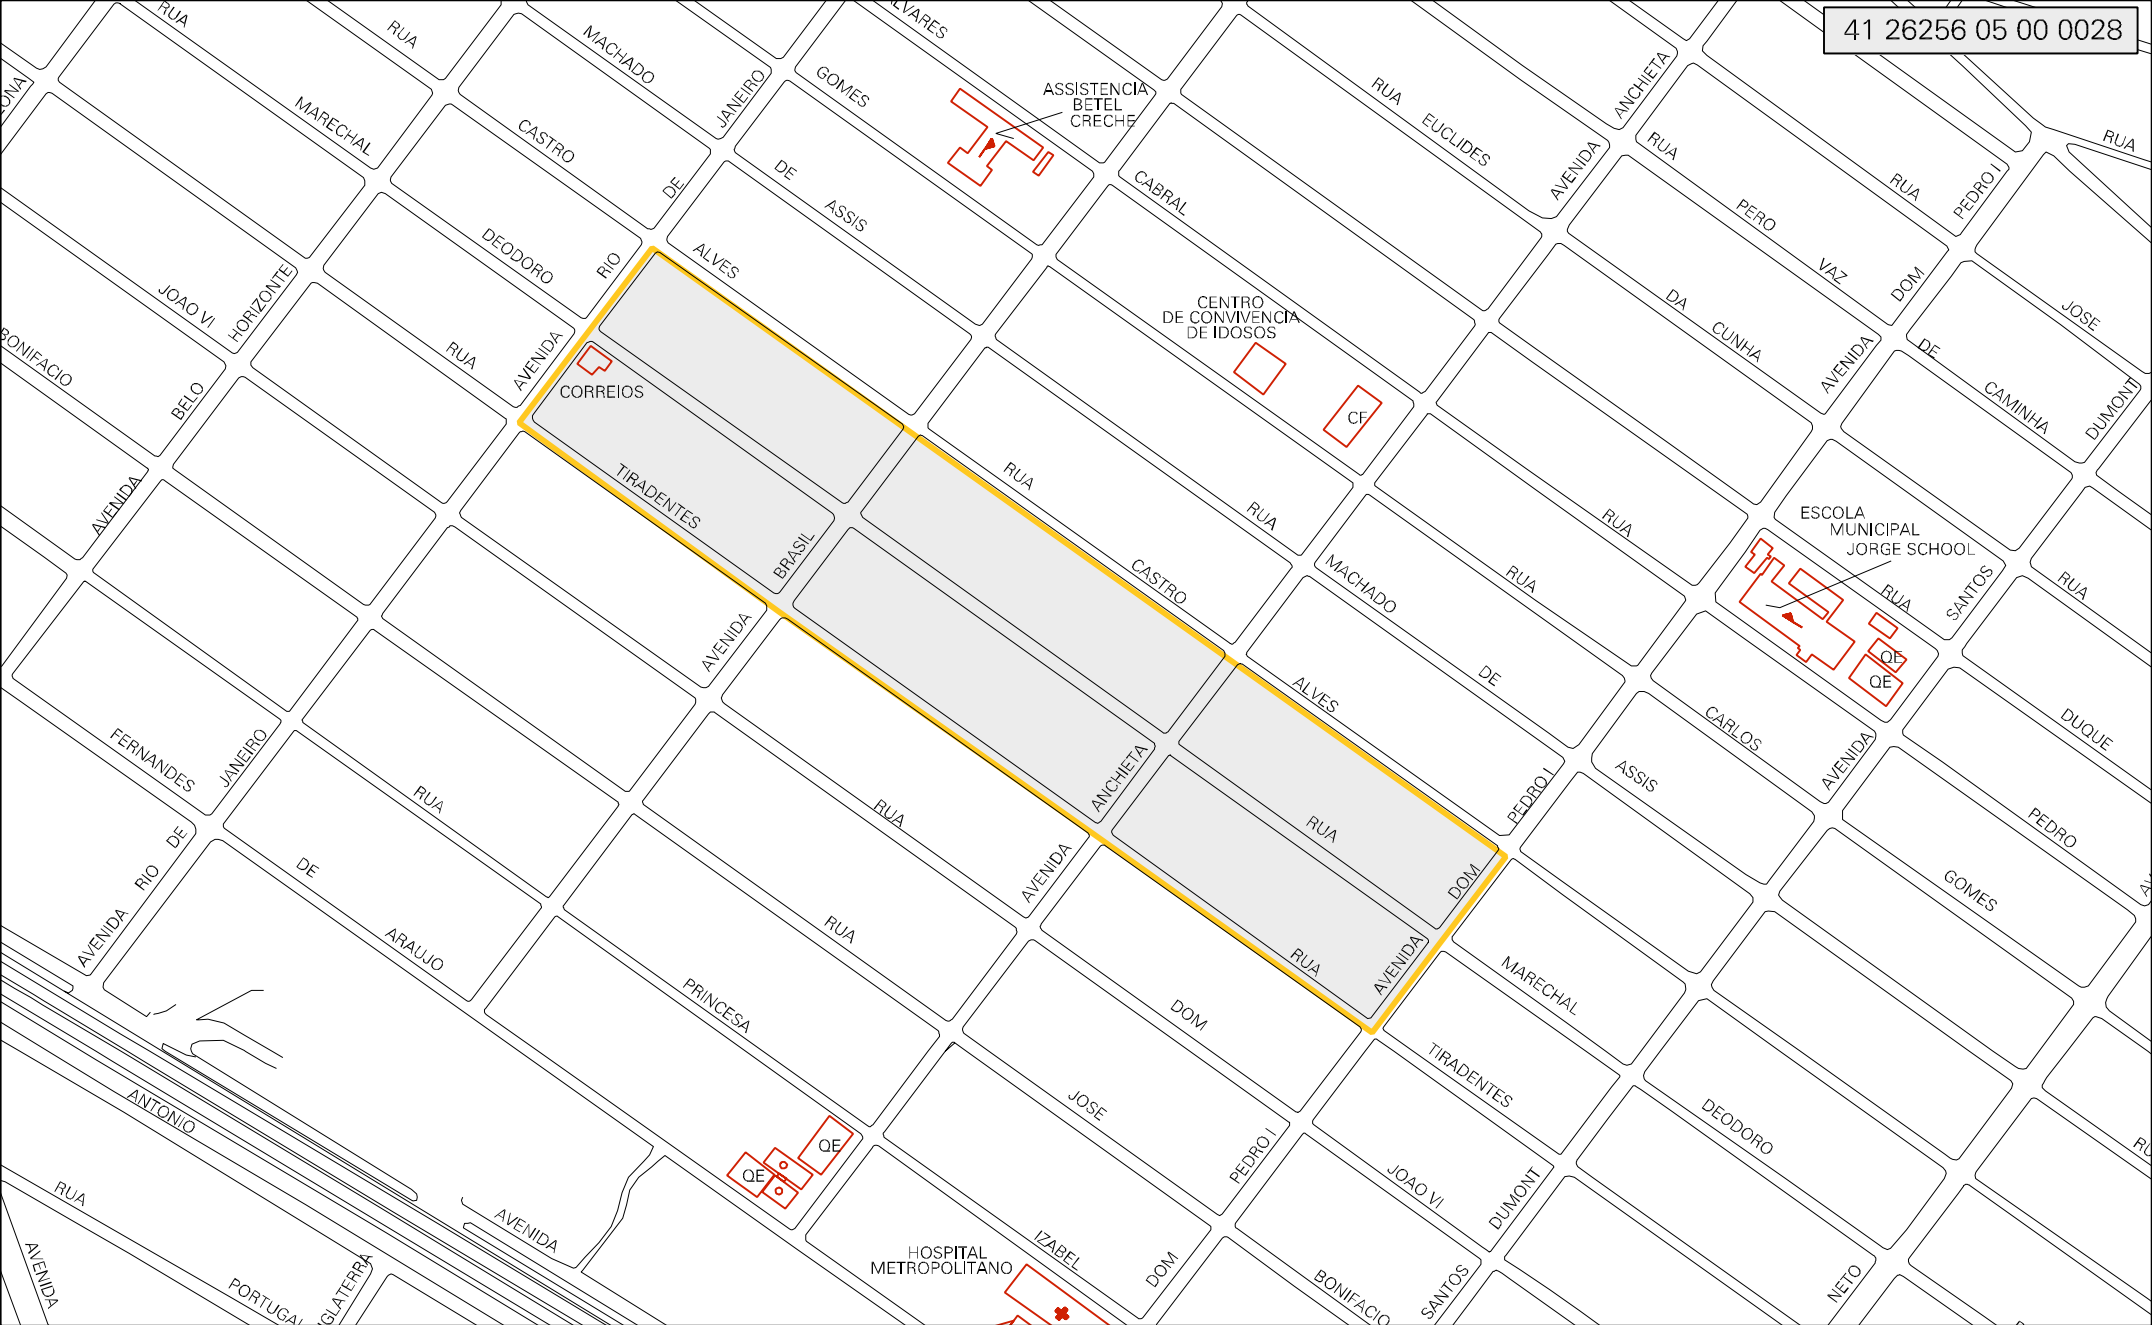 41 26256 05 00 0028
RUA
RUA
MACHADO
JANEIRO
GOMES
ASSISTENCIA
BETEL
CRECHE
RUA
EUCLIDES
ANCHIETA
AVENIDA
RUA
RUA
PEDRO I
RUA
MARECHAL
CASTRO
DE
DE
ASSIS
CABRAL
PERO
VAZ
DOM
JOSE
DEODORO
RIO
ALVES
JOAO VI
HORIZONTE
CENTRO
DE CONVIVENCIA
DE IDOSOS
DA
CUNHA
AVENIDA
DE
CAMINHA
DUMONT
BONIFACIO
RUA
AVENIDA
CORREIOS
BELO
CF
AVENIDA
TIRADENTES
BRASIL
RUA
RUA
RUA
ESCOLA
MUNICIPAL
JORGE SCHOOL
RUA
SANTOS
RUA
QE
QE
CASTRO
MACHADO
RUA
DE
ALVES
CARLOS
AVENIDA
DUQUE
AVENIDA
FERNANDES
JANEIRO
ANCHIETA
PEDRO I
ASSIS
PEDRO
RUA
RUA
RUA
DE
RIO
AVENIDA
DE
ARAUJO
AVENIDA
DOM
GOMES
RUA
RUA
AVENIDA
MARECHAL
PRINCESA
DOM
TIRADENTES
ANTONIO
JOSE
DEODORO
QE
QE
PEDRO I
JOAO VI
DUMONT
RUA
AVENIDA
AVENIDA
IZABEL
DOM
HOSPITAL
METROPOLITANO
PORTUGAL
BONIFACIO
SANTOS
NETO